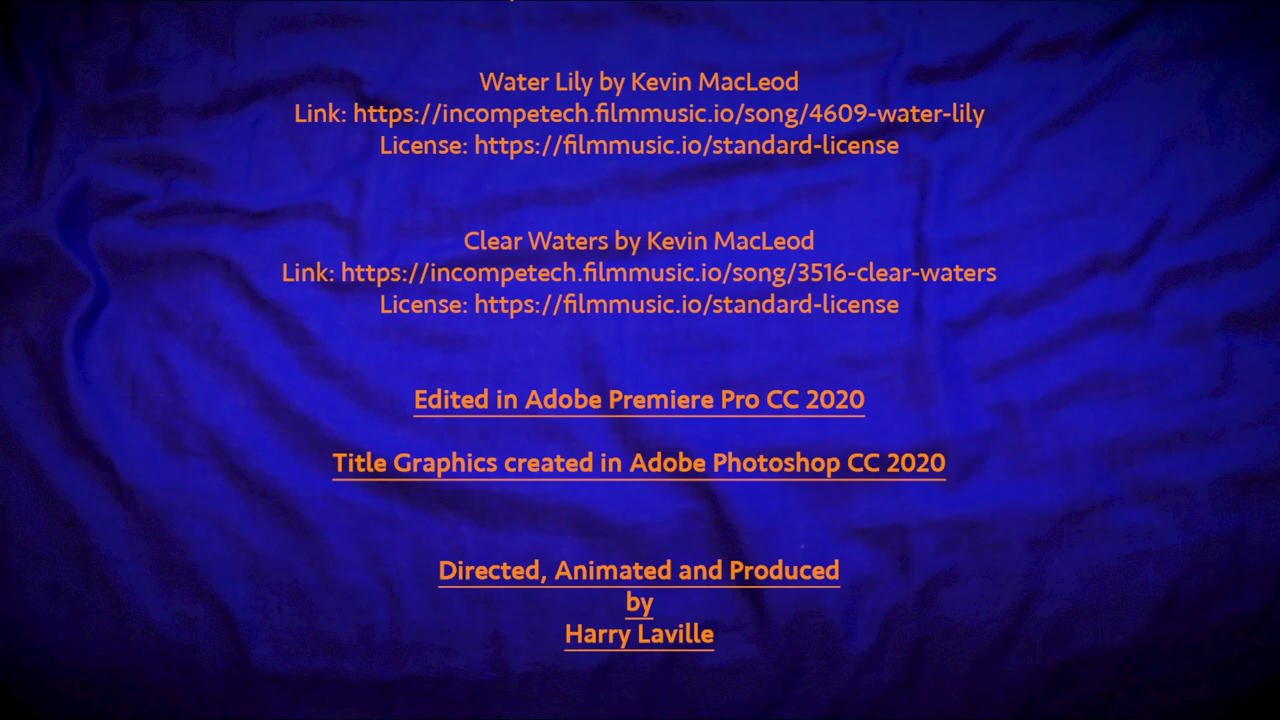 Water Lily by Kevin MacLeod
Link: https://incompetech.filmmusic.io/song/4609-water-lily
License: https://filmmusic.io/standard-license
Clear Waters by Kevin MacLeod
Link: https://incompetech.filmmusic.io/song/3516-clear-waters
License: https://filmmusic.io/standard-license
Edited in Adobe Premiere Pro CC 2020
Title Graphics created in Adobe Photoshop CC 2020
Directed, Animated and Produced
by
Harry Laville